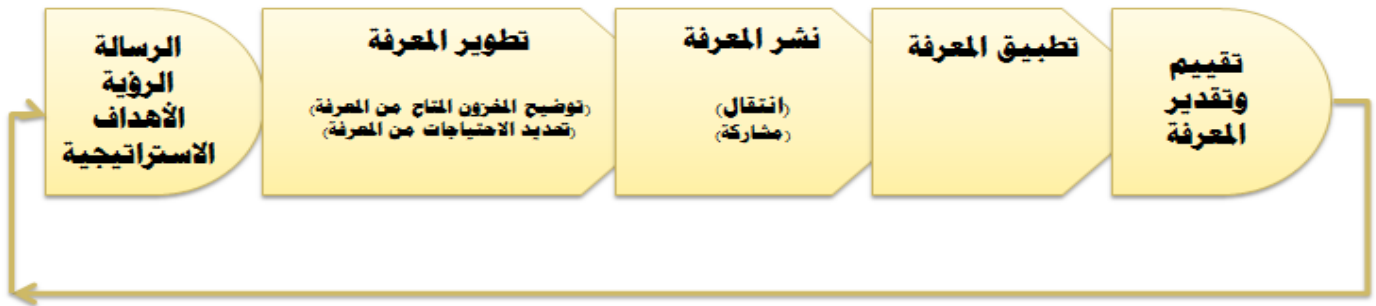 الرسالة
الرؤية
الأهداف
الاستراتيجية
تطوير المعرفة
(توضيح المخزون المتاح من المعرفة)
(تحديد الاحتياجات من المعرفة)
نشر المعرفة
(انتقال)
(مشاركة)
تطبيق المعرفة
تقييم
وتقدير
المعرفة